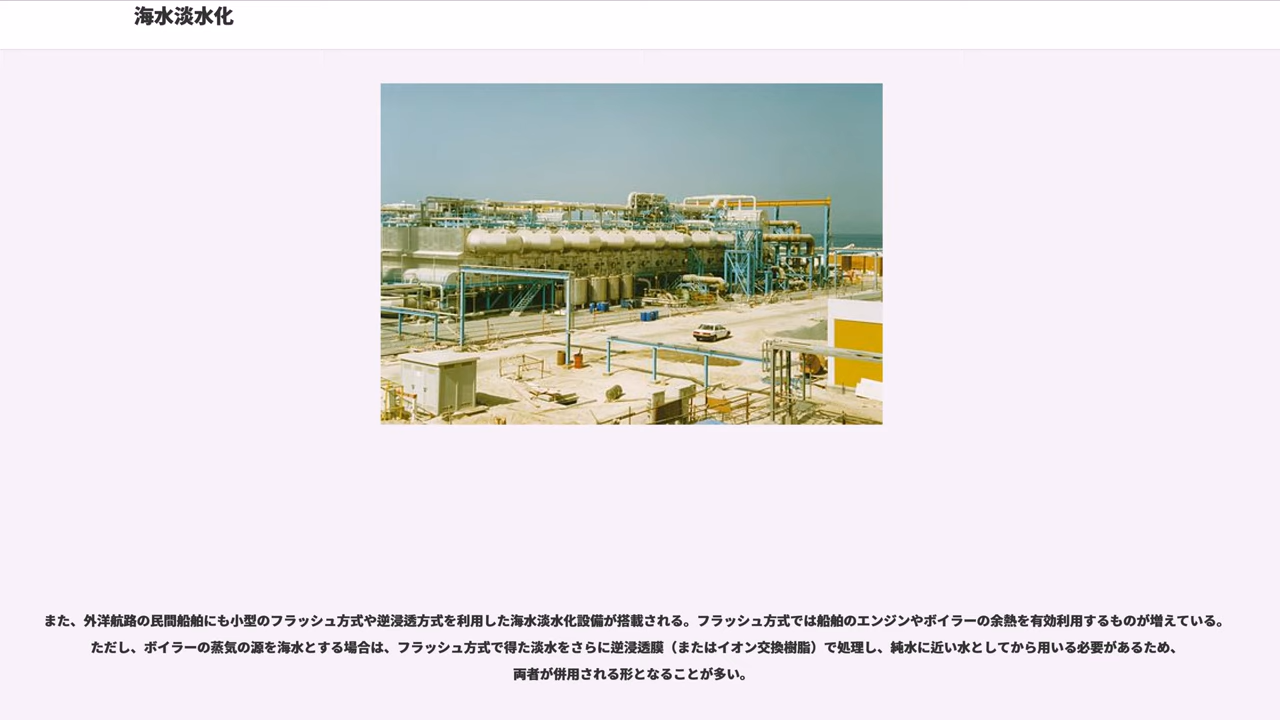 海水淡水化
また、外洋航路の民間船舶にも小型のフラッシュ方式や逆浸透方式を利用した海水淡水化設備が搭載される。フラッシュ方式では船舶のエンジンやボイラーの余熱を有効利用するものが増えている。
ただし、ボイラーの蒸気の源を海水とする場合は、フラッシュ方式で得た淡水をさらに逆浸透膜（またはイオン交換樹脂）で処理し、純水に近い水としてから用いる必要があるため、
両者が併用される形となることが多い。